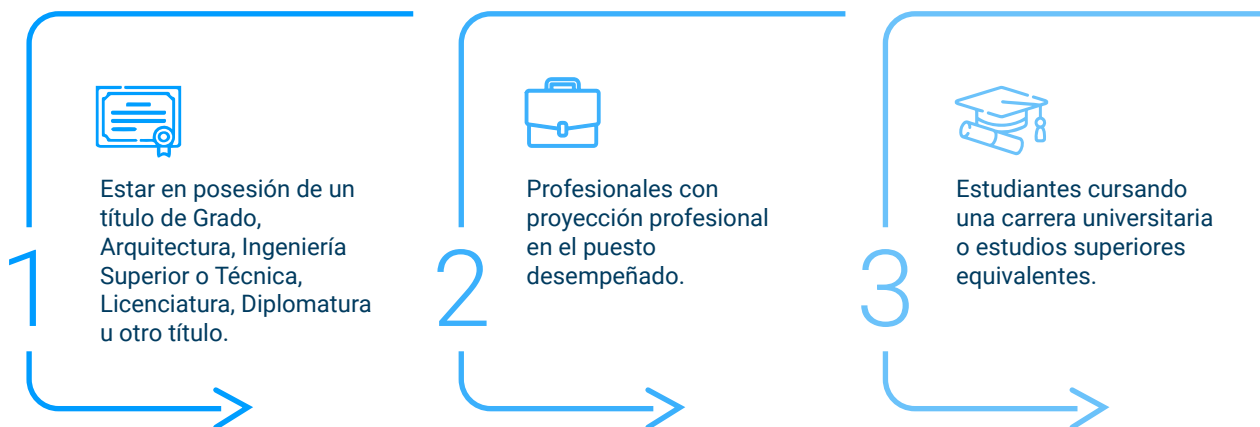 1
Estar en posesión de un
título de Grado,
Arquitectura, Ingeniería
Superior o Técnica,
Licenciatura, Diplomatura
u otro título.
2
Profesionales con
proyección profesional
en el puesto
desempeñado.
3
Estudiantes cursando
una carrera universitaria
o estudios superiores
equivalentes.